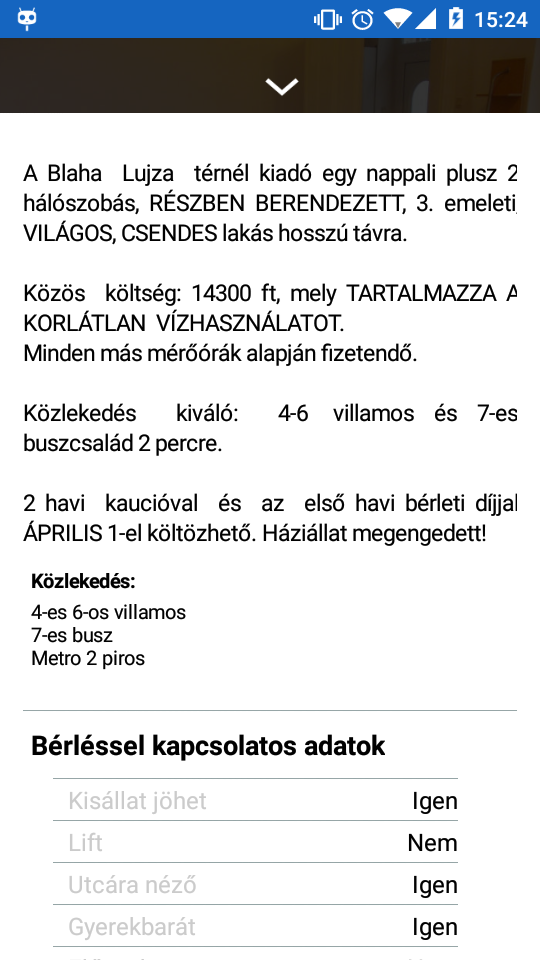 15:24
A Blaha Lujza térnél kiadó egy nappali plusz 2
hálószobás, RÉSZBEN BERENDEZETT, 3. emeleti,
VILÁGOS, CSENDES lakás hosszú távra.
Közös költség: 14300 ft, mely TARTALMAZZA A
KORLÁTLAN VÍZHASZNÁLATOT.
Minden más mérőórák alapján fizetendő.
Közlekedés kiváló: 4-6 villamos és 7-es
buszcsalád 2 percre.
2 havi kaucióval és az első havi bérleti díjjal
ÁPRILIS 1-el költözhető. Háziállat megengedett!
Közlekedés:
4-es 6-os villamos
7-es busz
Metro 2 piros
Bérléssel kapcsolatos adatok
Kisállat jöhet Igen
Lift Nem
Utcára néző Igen
Gyerekbarát Igen